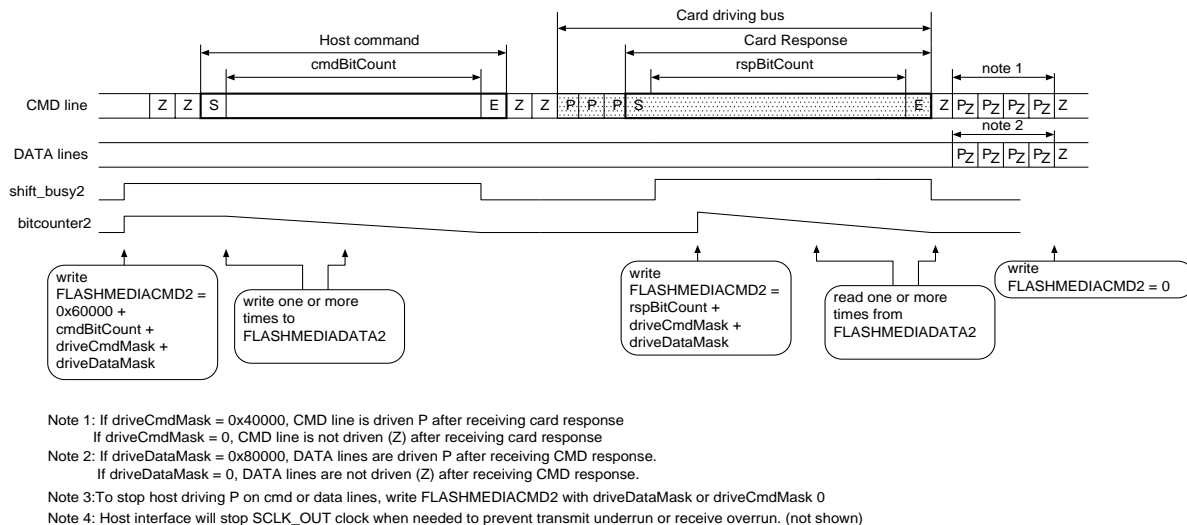 Card driving bus
Host command
Card Response
cmdBitCount
rspBitCount
note 1
CMD line
Z Z S E Z Z P P P S E Z PZ PZ PZ PZ Z
note 2
DATA lines
PZ PZ PZ PZ Z
shift_busy2
bitcounter2
write
FLASHMEDIACMD2 =
0x60000 +
cmdBitCount +
driveCmdMask +
driveDataMask
write one or more
times to
FLASHMEDIADATA2
write
FLASHMEDIACMD2 =
rspBitCount +
driveCmdMask +
driveDataMask
read one or more
times from
FLASHMEDIADATA2
write
FLASHMEDIACMD2 = 0
Note 1: If driveCmdMask = 0x40000, CMD line is driven P after receiving card response
If driveCmdMask = 0, CMD line is not driven (Z) after receiving card response
Note 2: If driveDataMask = 0x80000, DATA lines are driven P after receiving CMD response.
If driveDataMask = 0, DATA lines are not driven (Z) after receiving CMD response.
Note 3:To stop host driving P on cmd or data lines, write FLASHMEDIACMD2 with driveDataMask or driveCmdMask 0
Note 4: Host interface will stop SCLK_OUT clock when needed to prevent transmit underrun or receive overrun. (not shown)